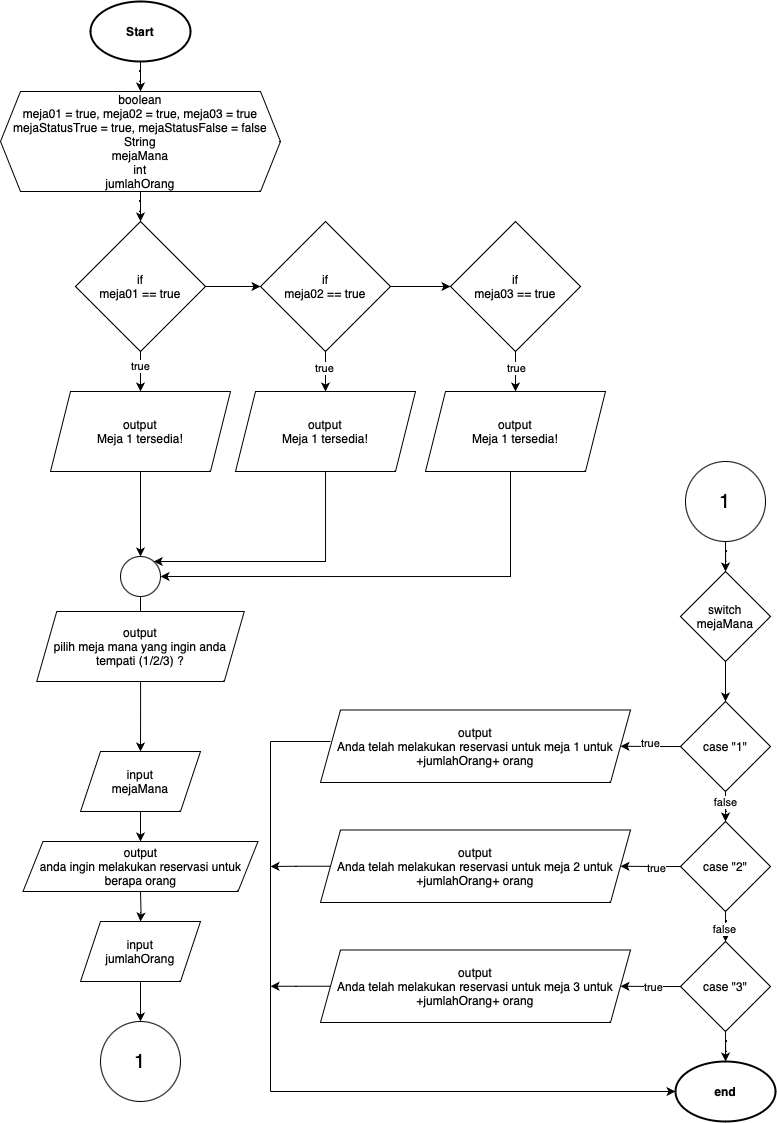 Start
boolean
meja01 = true, meja02 = true, meja03 = true
mejaStatusTrue = true, mejaStatusFalse = false
String
mejaMana
int
jumlahOrang
if
meja01 == true
if
meja02 == true
if
meja03 == true
true
true
true
output
Meja 1 tersedia!
output
Meja 1 tersedia!
output
Meja 1 tersedia!
output
pilih meja mana yang ingin anda
tempati (1/2/3) ?
input
mejaMana
output
anda ingin melakukan reservasi untuk
berapa orang
input
jumlahOrang
1
1
switch
mejaMana
case "1"
true
output
Anda telah melakukan reservasi untuk meja 1 untuk
+jumlahOrang+ orang
false
case "2"
true
output
Anda telah melakukan reservasi untuk meja 2 untuk
+jumlahOrang+ orang
false
case "3"
true
output
Anda telah melakukan reservasi untuk meja 3 untuk
+jumlahOrang+ orang
end